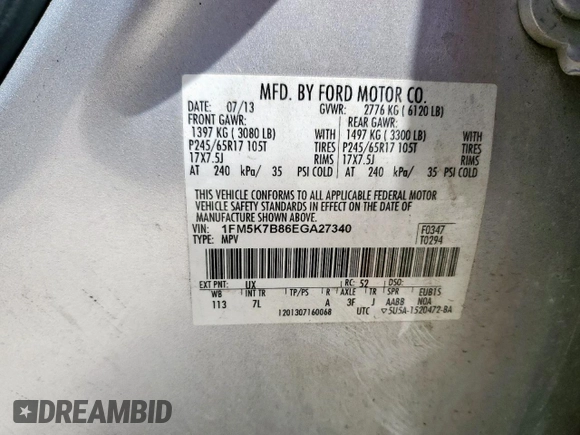 MFD. BY FORD MOTOR CO.
DATE: 07/13 GVWR: 2776 KG ( 6120 LB)
FRONT GAWR: REAR GAWR:
1397 KG ( 3080 LB) WITH 1497 KG ( 3300 LB) WITH
P245/65R17 105T TIRES P245/65R17 105T TIRES
17X7.5J RIMS 17X7.5J RIMS
AT 240 kPa/ 35 PSI COLD AT 240 kPa/ 35 PSI COLD
THIS VEHICLE CONFORMS TO ALL APPLICABLE FEDERAL MOTOR
VEHICLE SAFETY STANDARDS IN EFFECT ON THE DATE OF
MANUFACTURE SHOWN ABOVE.
VIN: 1FM5K7B86EGA27340 F0347
TYPE: MPV T0294
EXT PNT: UX RC: 52 DSO:
WB INT TR TP/PS R AXLE TR SPR EUB15
113 7L A 3F J AABB NOA
1201307160068 UTC ▽5U5A-1520472-BA
DREAMBID